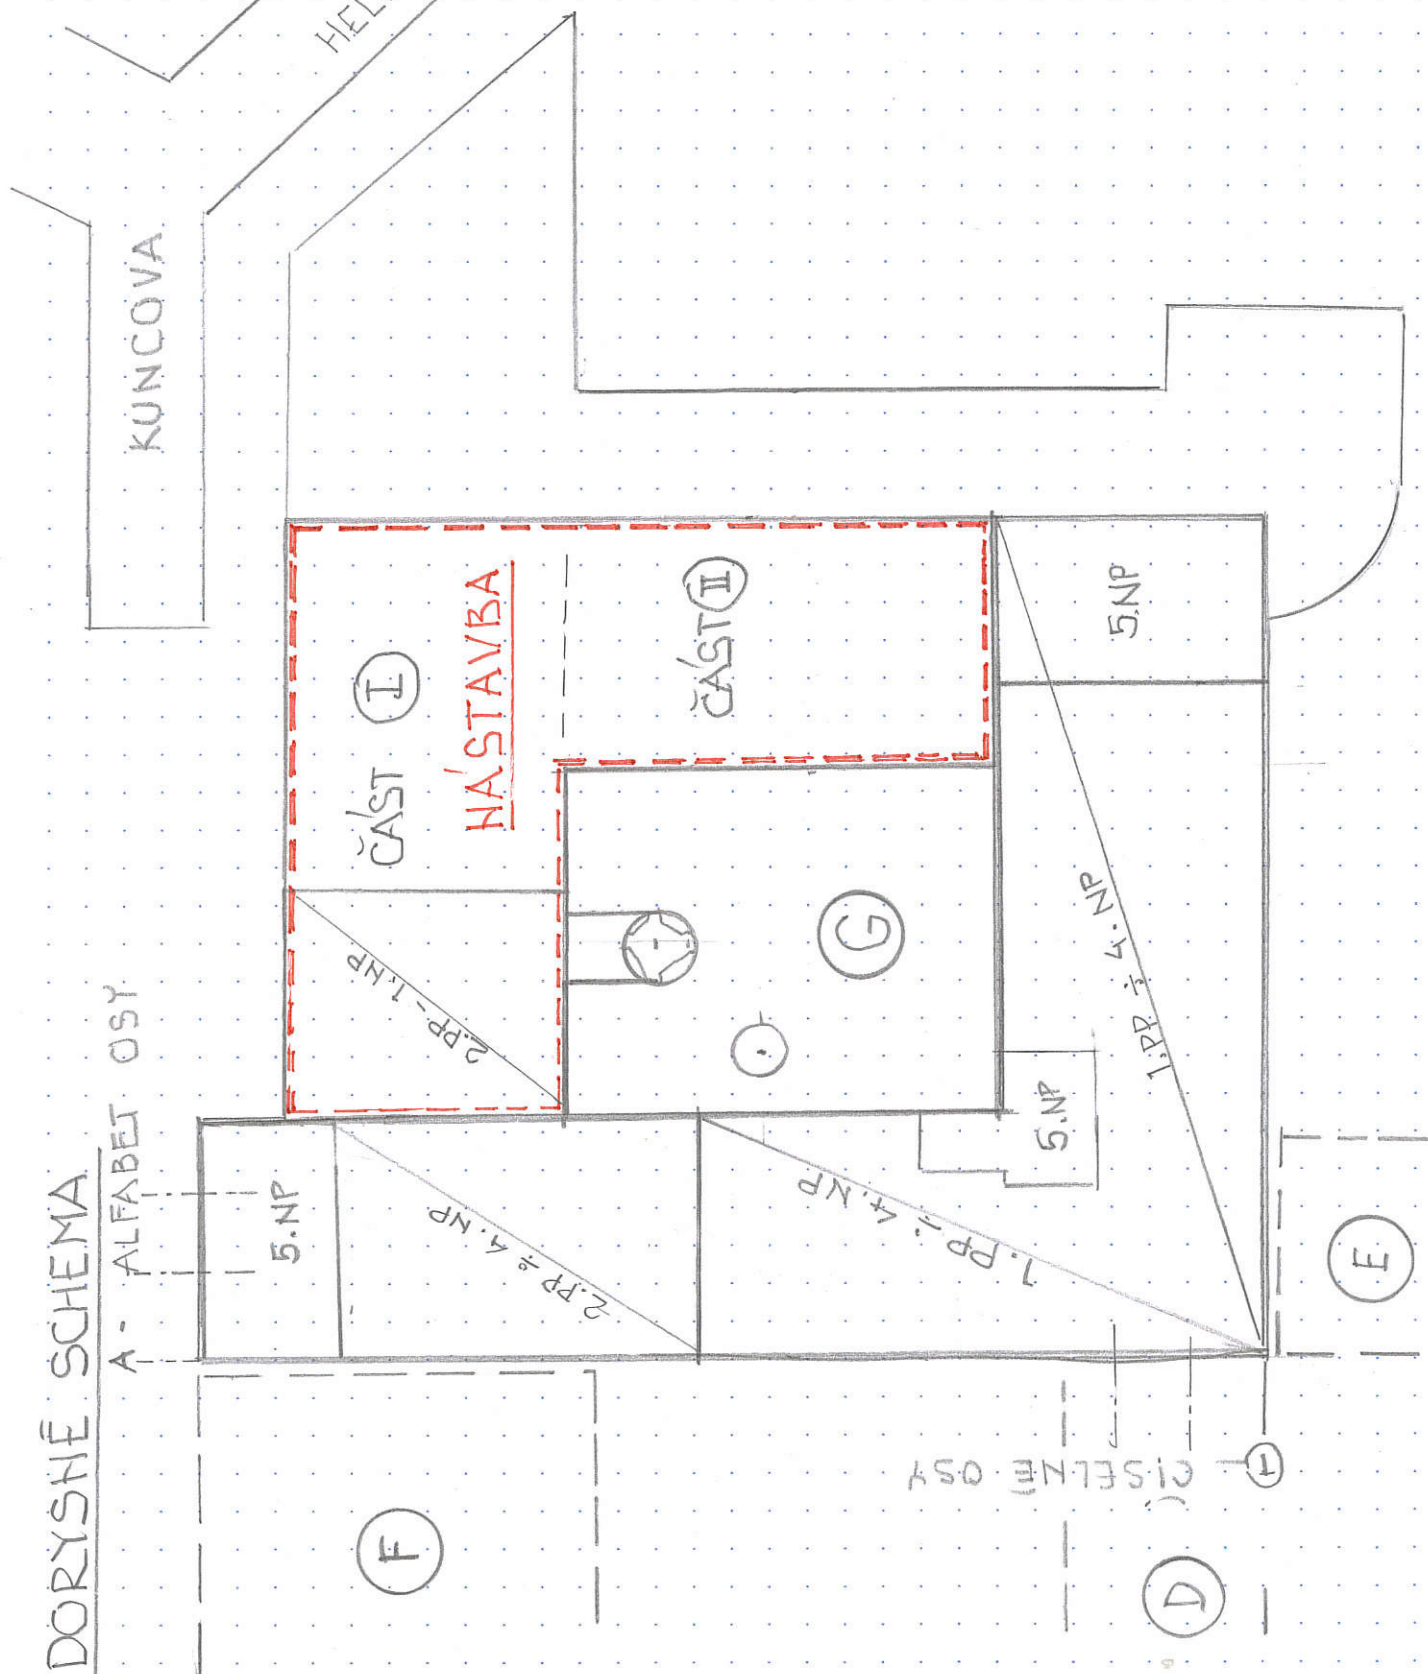 DORYSNÉ SCHEMA
A - ALFABET OSY
KUNCOVA
HEL
5.NP
2.PP ÷ 4.NP
2.PP - 1.NP
ČÁST I
NÁSTAVBA
ČÁST II
G
F
1.PP ÷ 4.NP
5.NP
1.PP ÷ 4.NP
5.NP
ČÍSELNÉ OSY
1
D
E